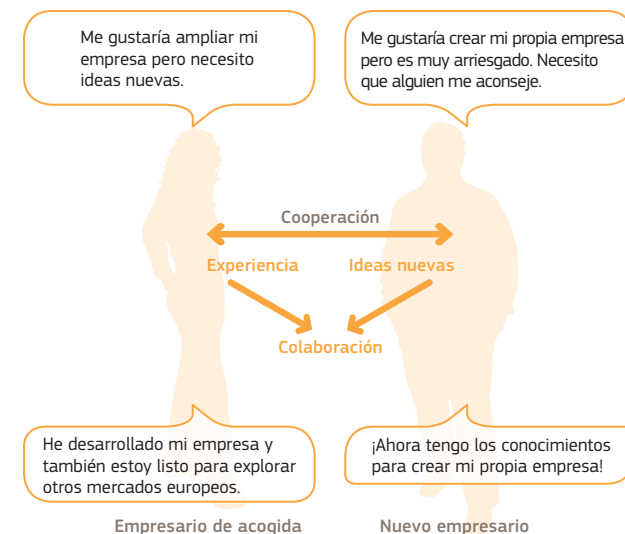 Me gustaría ampliar mi
empresa pero necesito
ideas nuevas.
Me gustaría crear mi propia empresa
pero es muy arriesgado. Necesito
que alguien me aconseje.
Cooperación
Experiencia
Ideas nuevas
Colaboración
He desarrollado mi empresa y
también estoy listo para explorar
otros mercados europeos.
¡Ahora tengo los conocimientos
para crear mi propia empresa!
Empresario de acogida
Nuevo empresario